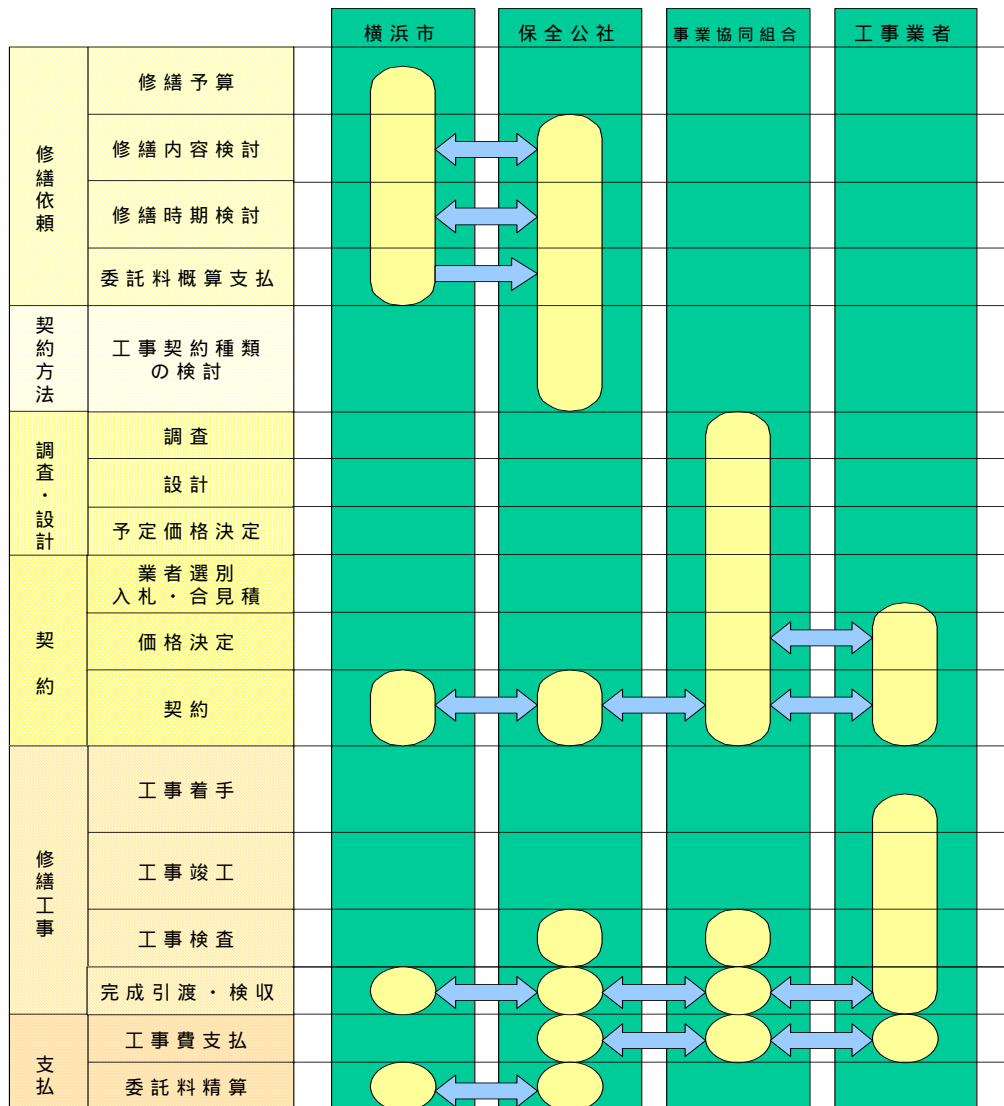 横浜市
保全公社
事業協同組合
工事業者
修繕依頼
修繕予算
修繕内容検討
修繕時期検討
委託料概算支払
契約方法
工事契約種類
の検討
調査・設計
調査
設計
予定価格決定
契約
業者選別
入札・合見積
価格決定
契約
修繕工事
工事着手
工事竣工
工事検査
完成引渡・検収
支払
工事費支払
委託料精算